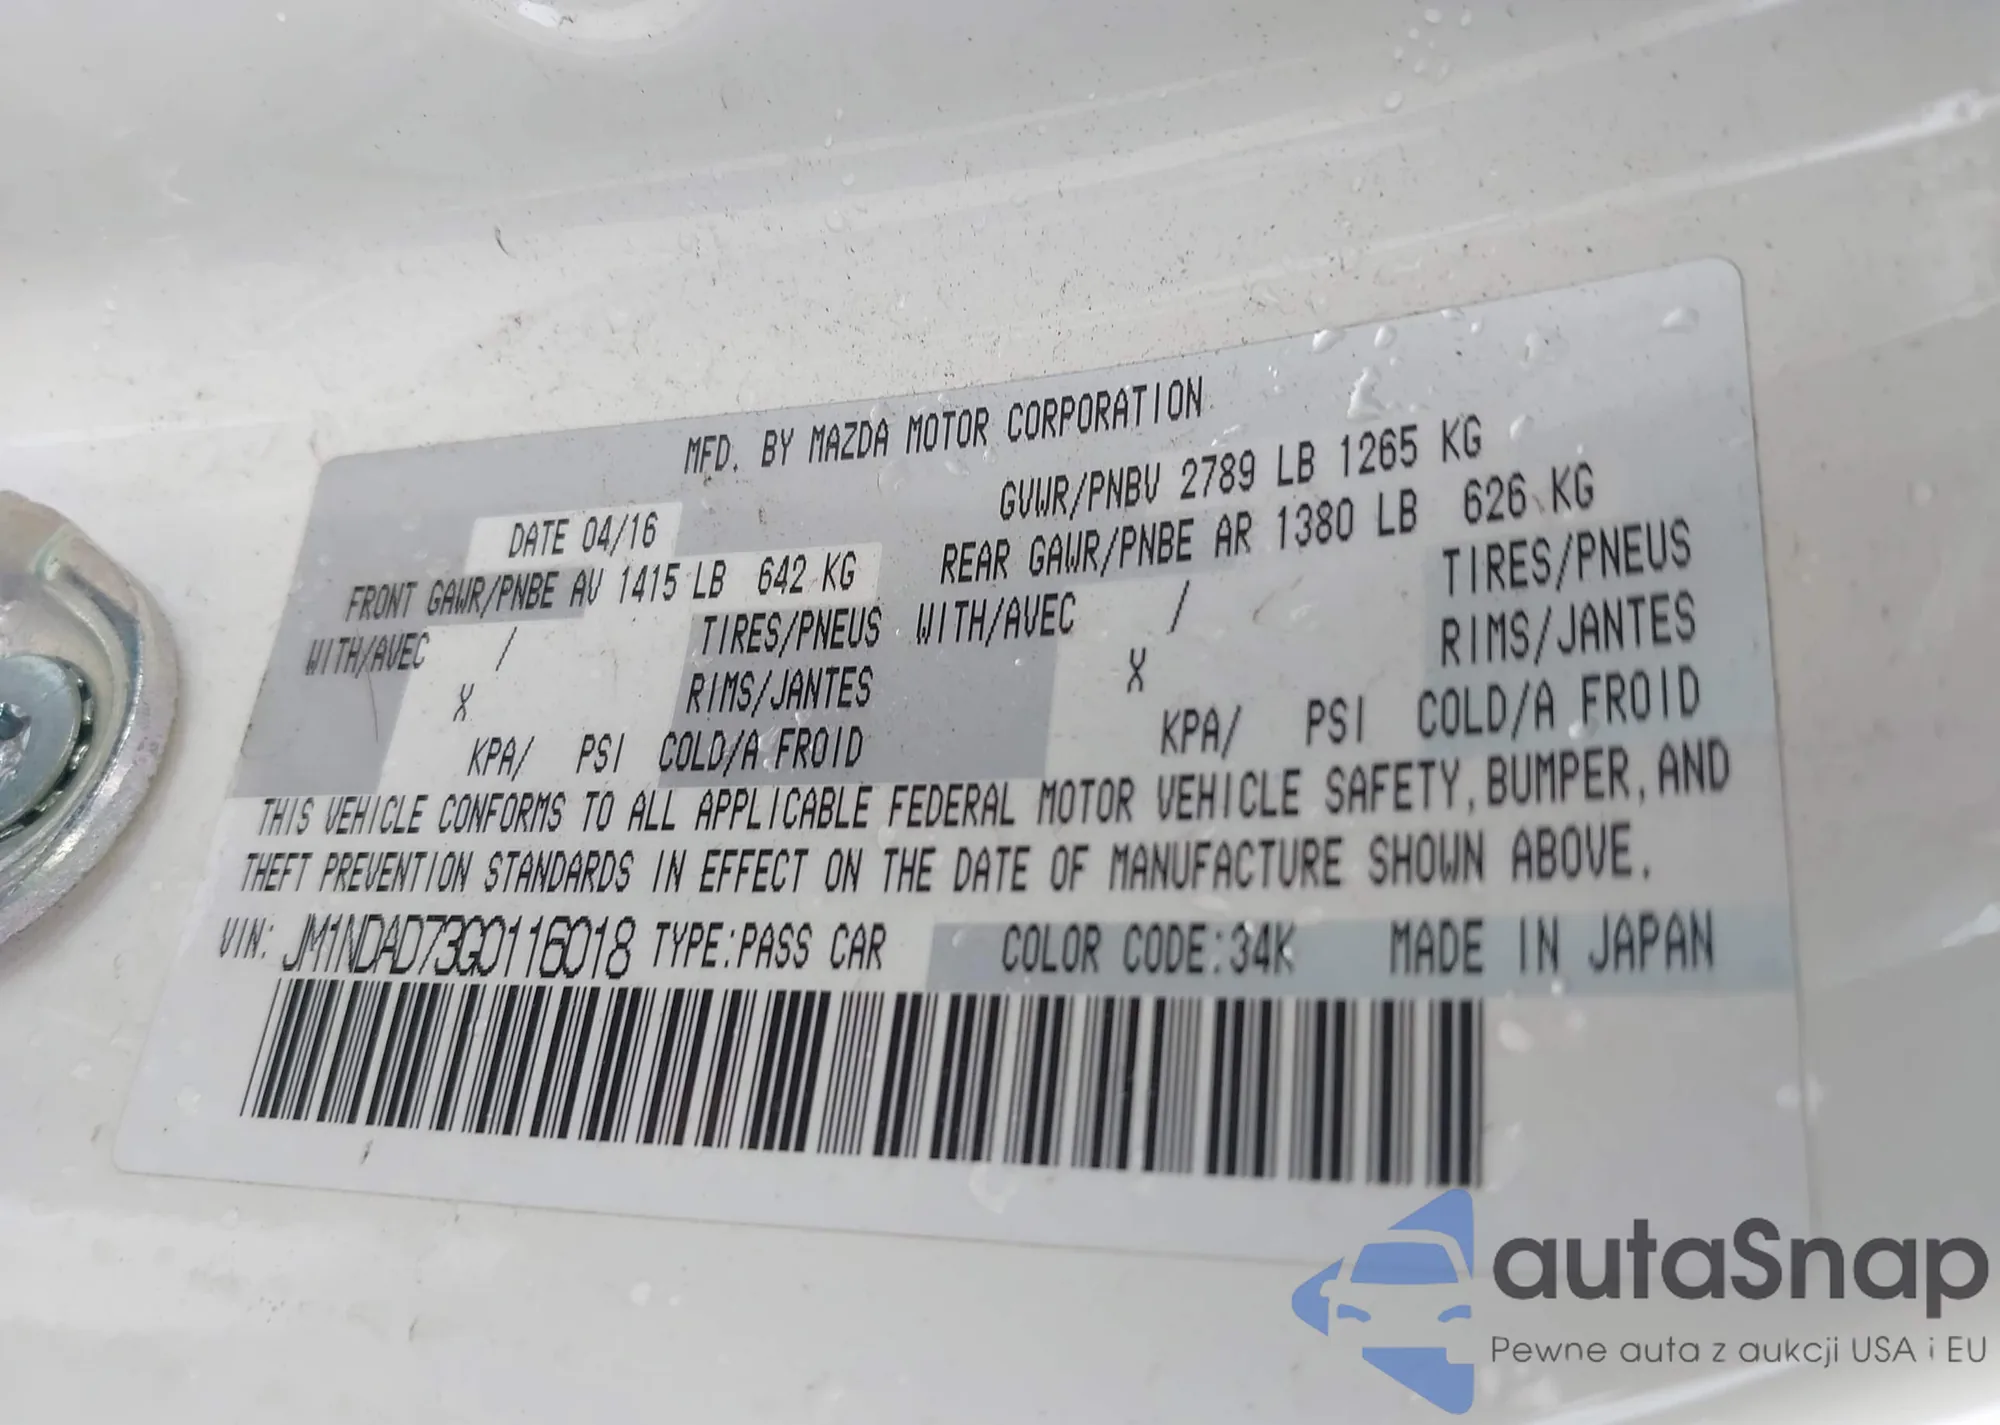 MFD. BY MAZDA MOTOR CORPORATION
DATE 04/16 GVWR/PNBV 2789 LB 1265 KG
FRONT GAWR/PNBE AV 1415 LB 642 KG REAR GAWR/PNBE AR 1380 LB 626 KG
WITH/AVEC / TIRES/PNEUS WITH/AVEC / TIRES/PNEUS
X RIMS/JANTES X RIMS/JANTES
KPA/ PSI COLD/A FROID KPA/ PSI COLD/A FROID
THIS VEHICLE CONFORMS TO ALL APPLICABLE FEDERAL MOTOR VEHICLE SAFETY, BUMPER, AND
THEFT PREVENTION STANDARDS IN EFFECT ON THE DATE OF MANUFACTURE SHOWN ABOVE.
VIN: JM1NDAD73G0116018 TYPE:PASS CAR COLOR CODE:34K MADE IN JAPAN
autaSnap
Pewne auta z aukcji USA i EU